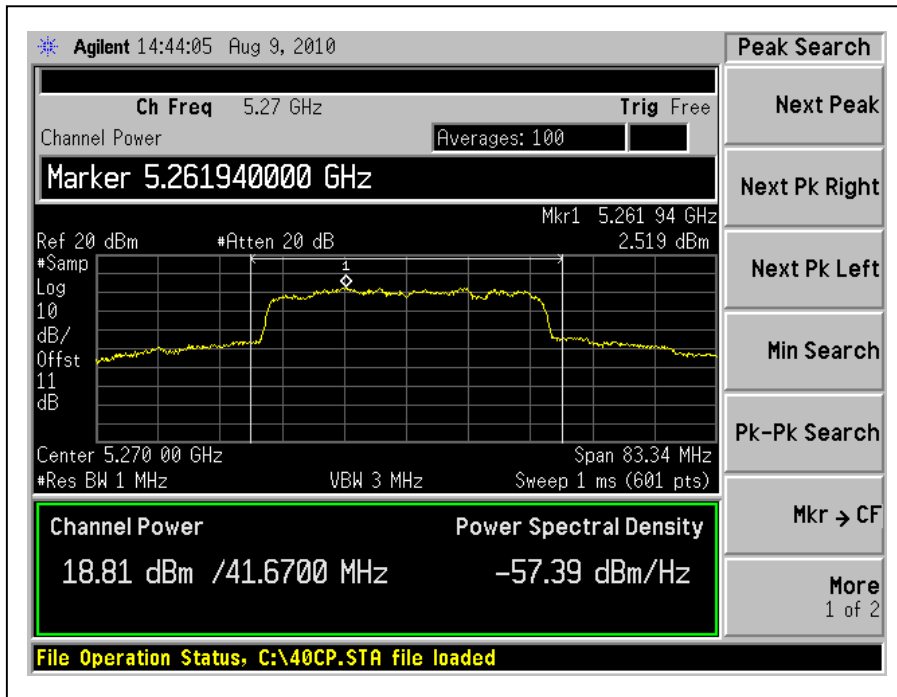 Agilent 14:44:05 Aug 9, 2010
Peak Search
Ch Freq 5.27 GHz Trig Free
Channel Power Averages: 100
Marker 5.261940000 GHz
Mkr1 5.261 94 GHz
Ref 20 dBm #Atten 20 dB 2.519 dBm
#Samp
Log
10
dB/
Offst
11
dB
1
Center 5.270 00 GHz Span 83.34 MHz
#Res BW 1 MHz VBW 3 MHz Sweep 1 ms (601 pts)
Channel Power Power Spectral Density
18.81 dBm /41.6700 MHz -57.39 dBm/Hz
File Operation Status, C:\40CP.STA file loaded
Next Peak
Next Pk Right
Next Pk Left
Min Search
Pk-Pk Search
Mkr → CF
More
1 of 2